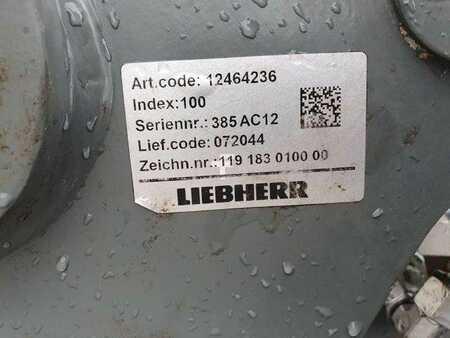 Art.code: 12464236
Index:100
Seriennr.: 385 AC12
Lief.code: 072044
Zeichn.nr.:119 183 0100 00
LIEBHERR